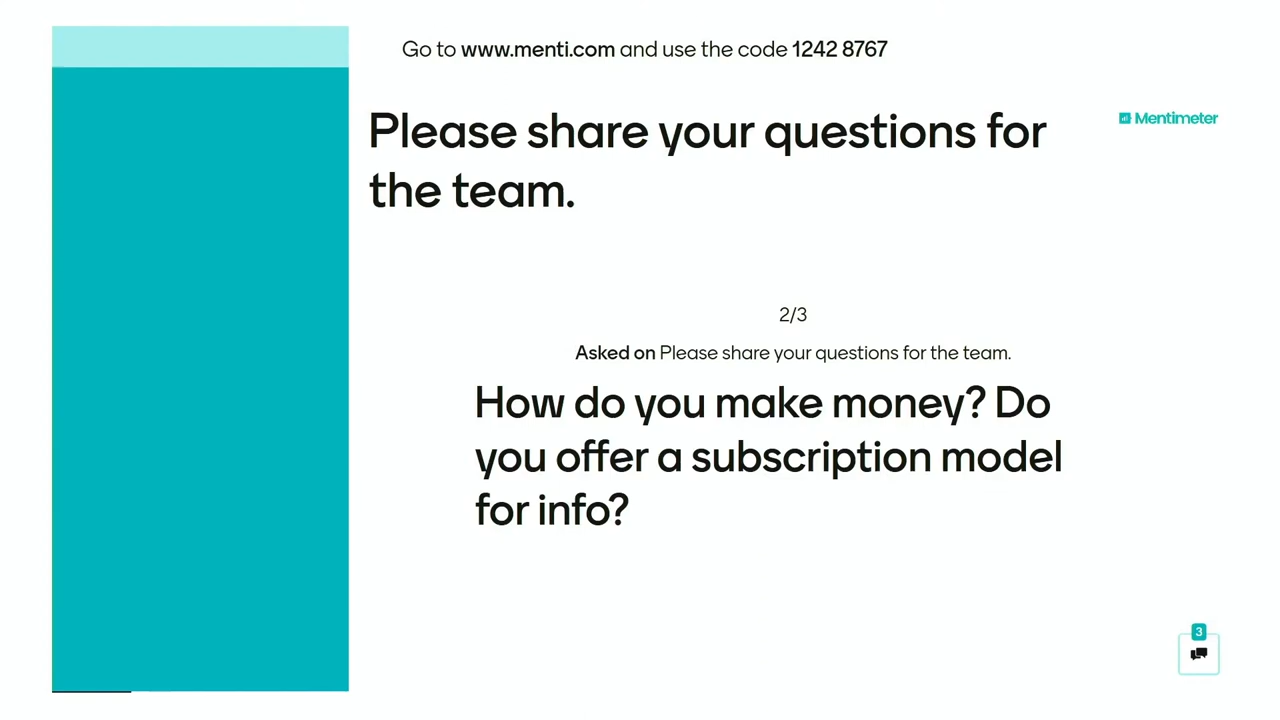 Go to www.menti.com and use the code 1242 8767
Please share your questions for
the team.
Mentimeter
2/3
Asked on Please share your questions for the team.
How do you make money? Do
you offer a subscription model
for info?
3